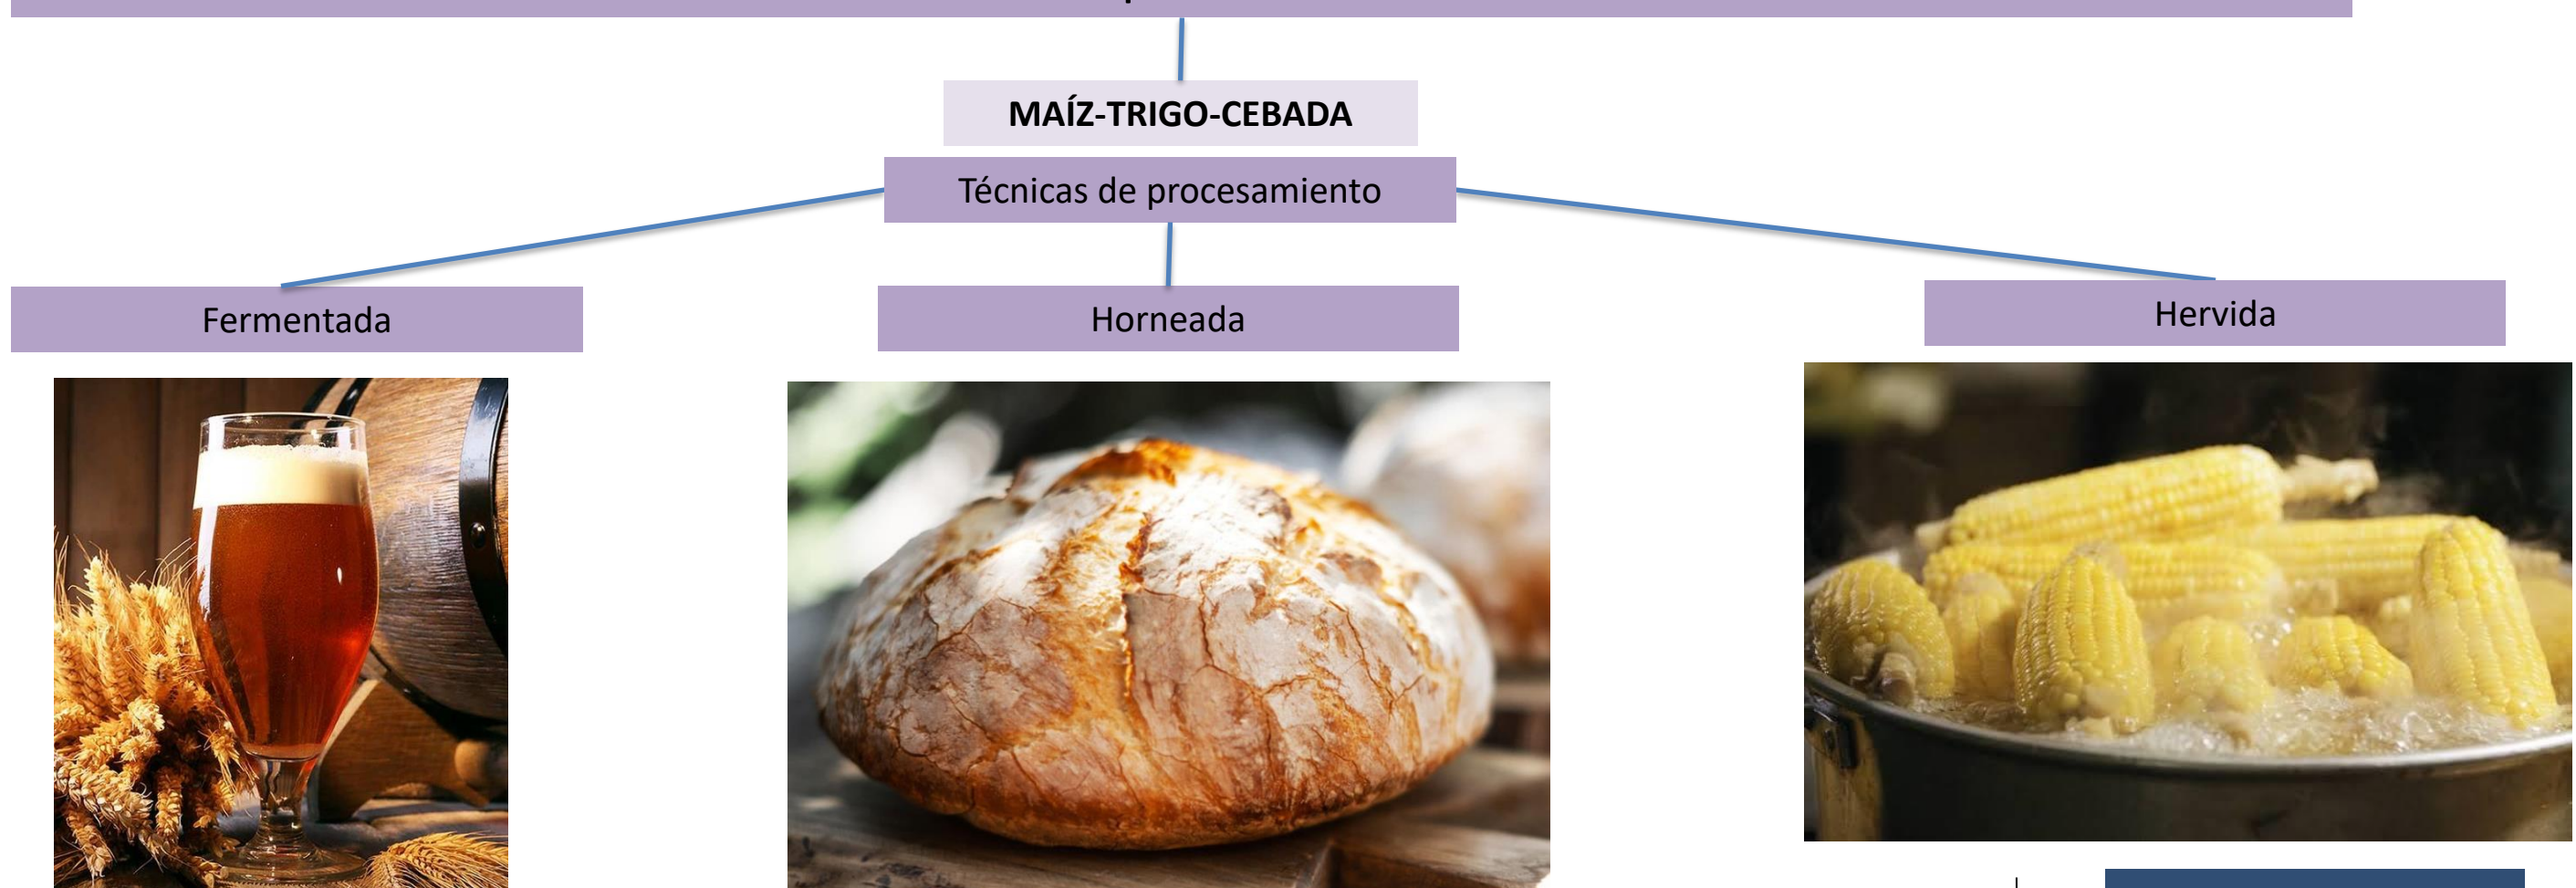 MAÍZ-TRIGO-CEBADA
Técnicas de procesamiento
Fermentada
Horneada
Hervida